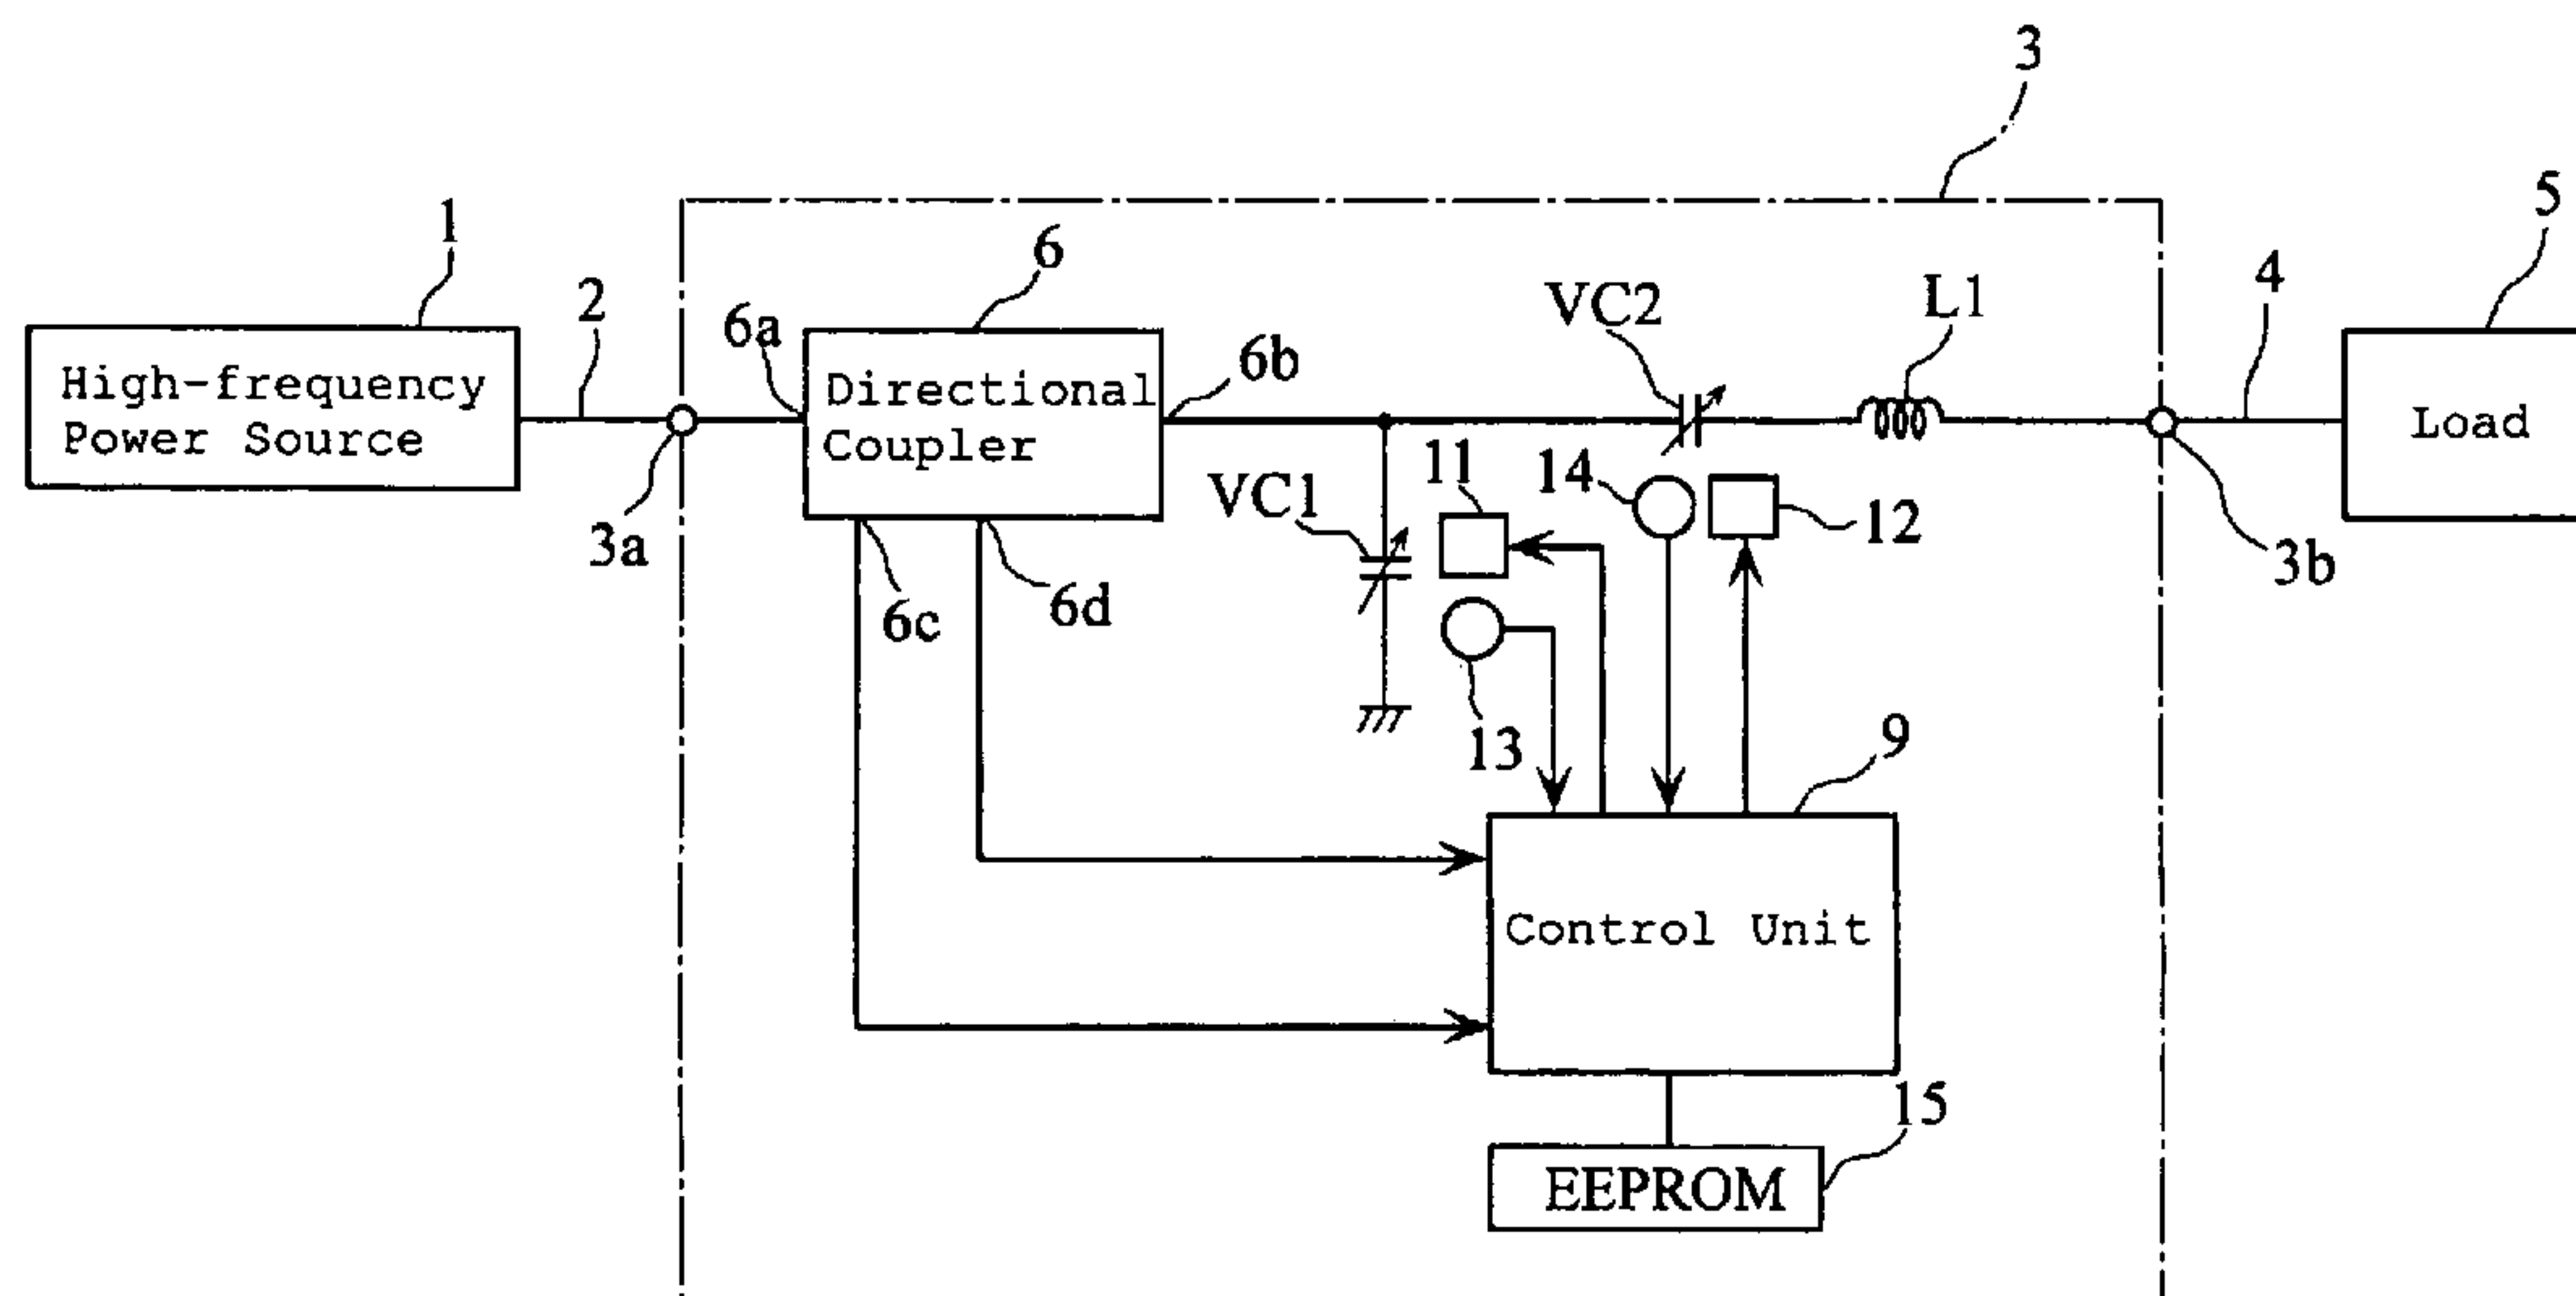 3
1
2
6
6a
6b
VC2
L1
4
5
High-frequency
Power Source
Directional
Coupler
Load
3a
6c
6d
VC1
11
14
12
3b
13
9
Control Unit
15
EEPROM